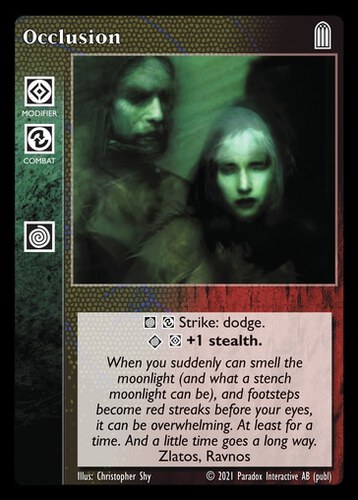 Occlusion
MODIFIER
COMBAT
Strike: dodge.
+1 stealth.
When you suddenly can smell the
moonlight (and what a stench
moonlight can be), and footsteps
become red streaks before your eyes,
it can be overwhelming. At least for a
time. And a little time goes a long way.
Zlatos, Ravnos
Illus: Christopher Shy
© 2021 Paradox Interactive AB (publ)